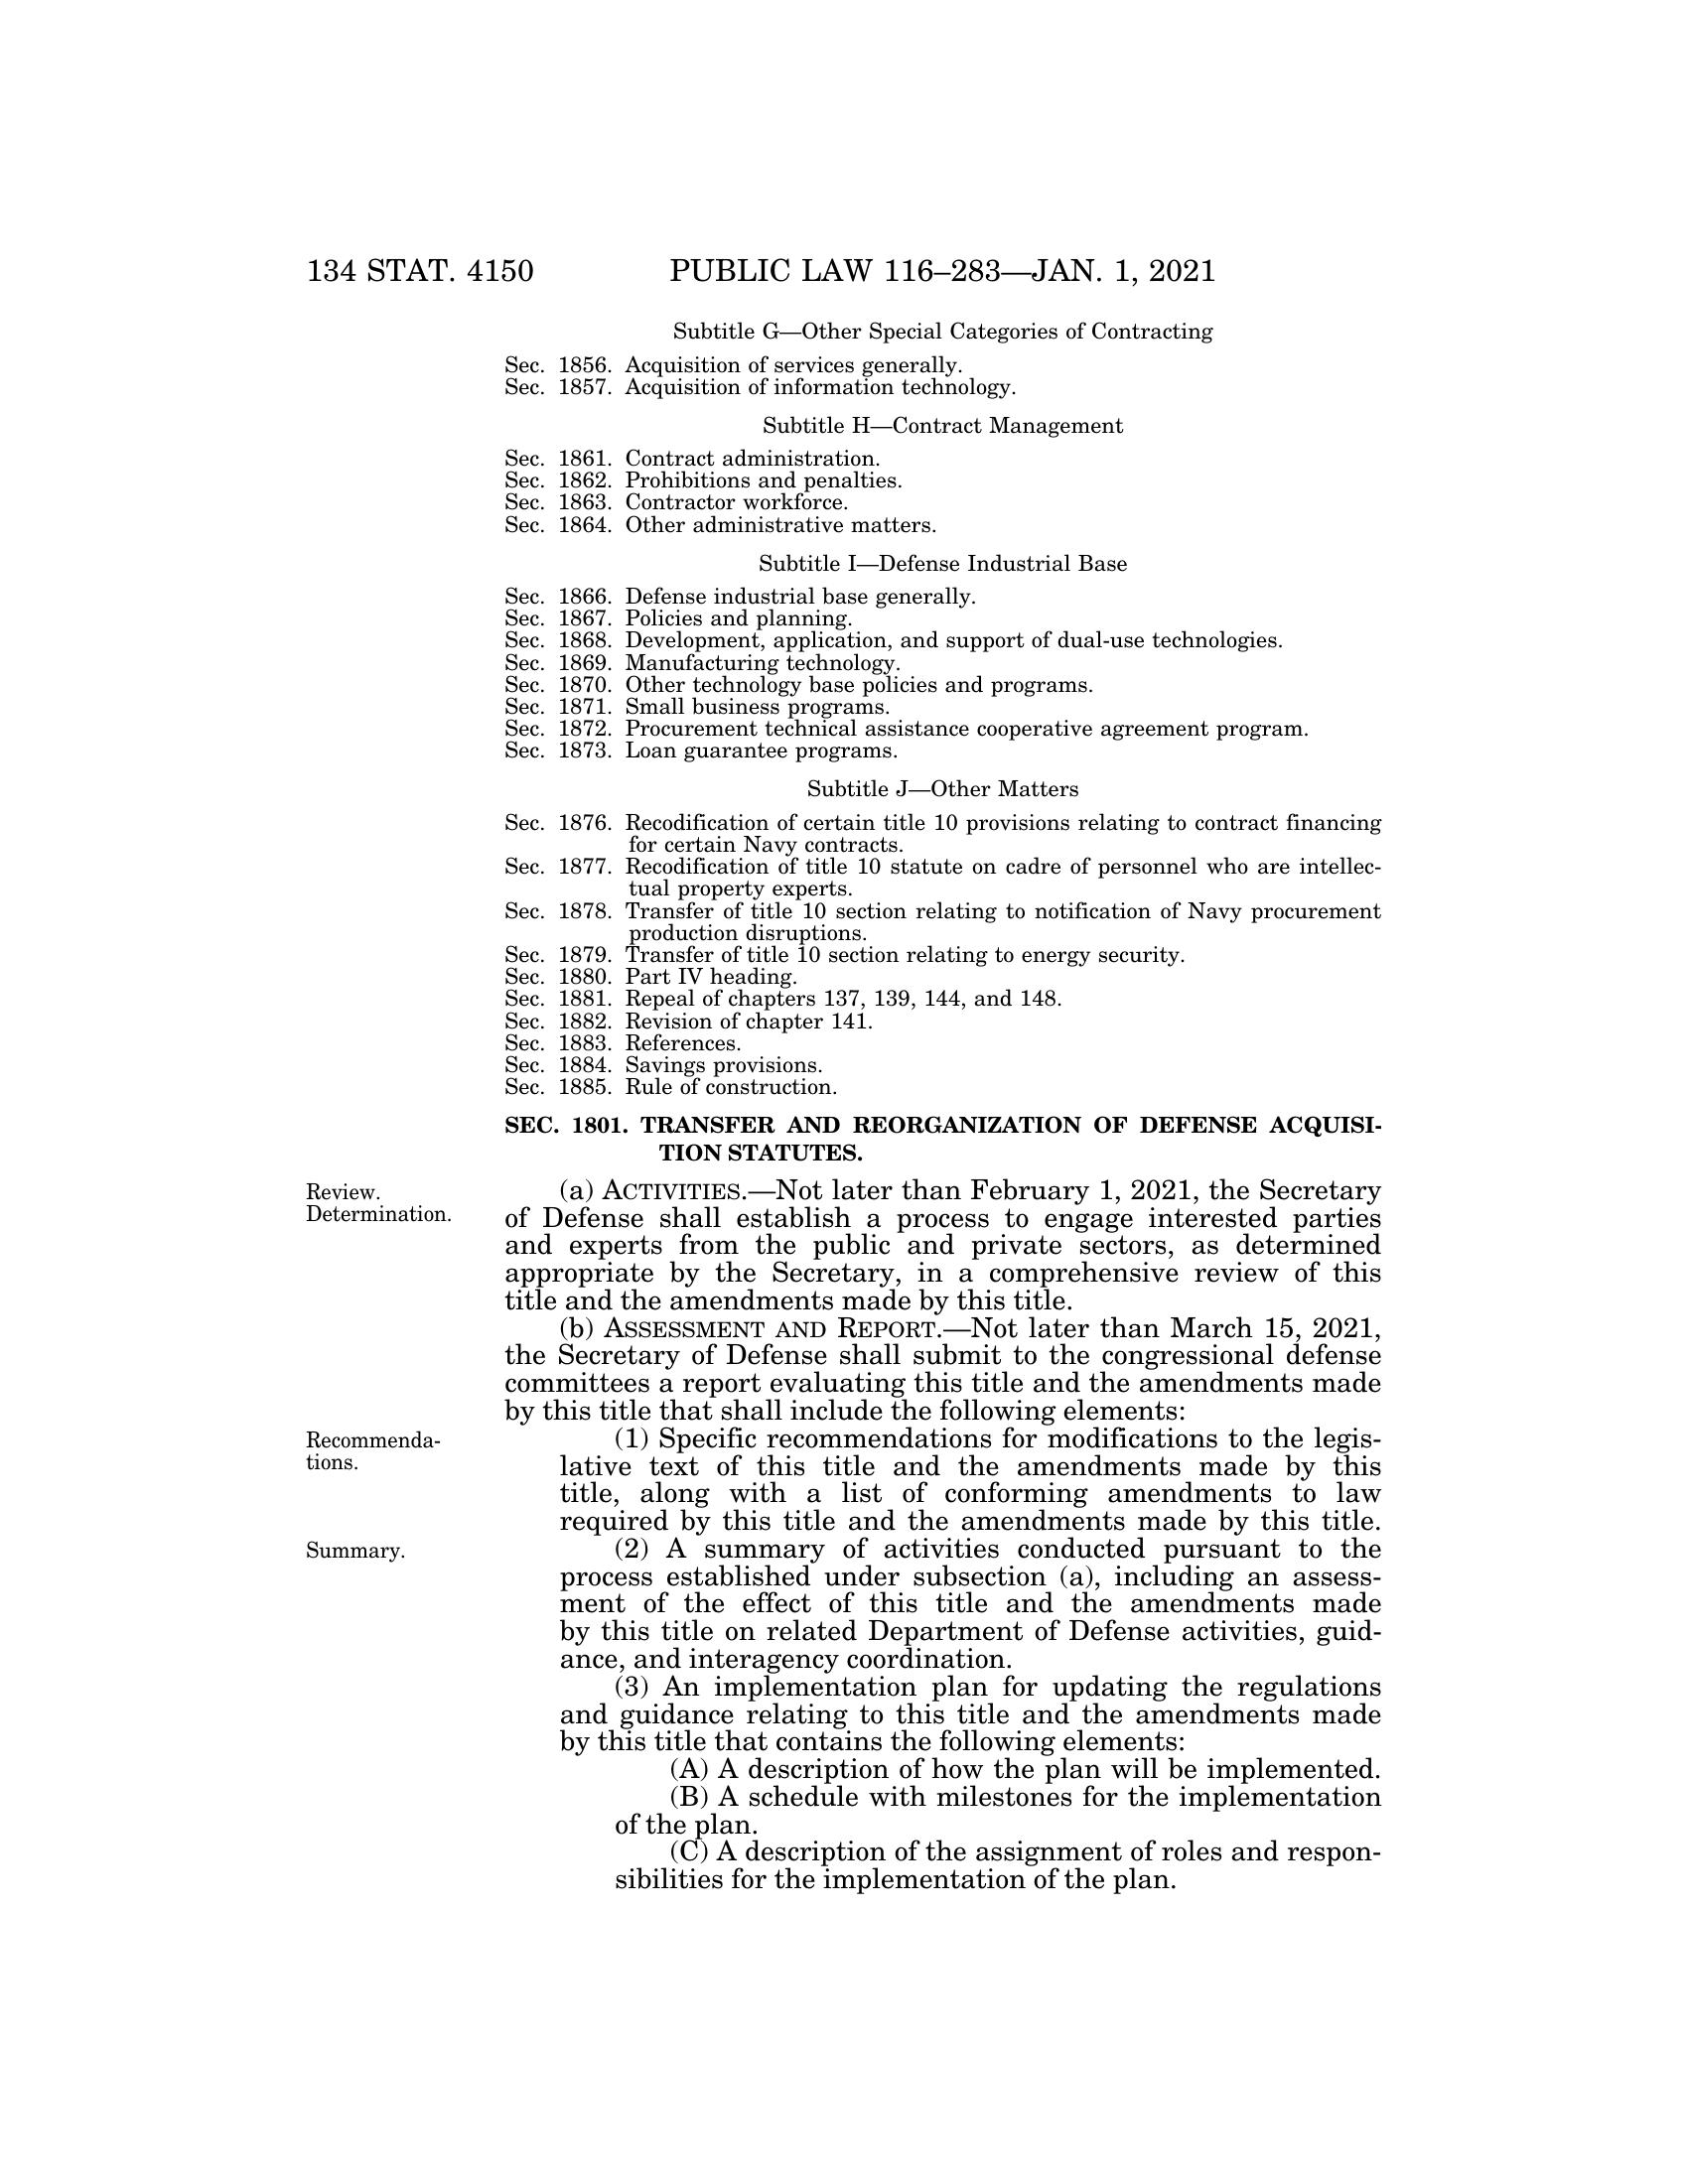 134 STAT. 4150 PUBLIC LAW 116–283—JAN. 1, 2021
Subtitle G—Other Special Categories of Contracting
Sec. 1856. Acquisition of services generally.
Sec. 1857. Acquisition of information technology.
Subtitle H—Contract Management
Sec. 1861. Contract administration.
Sec. 1862. Prohibitions and penalties.
Sec. 1863. Contractor workforce.
Sec. 1864. Other administrative matters.
Subtitle I—Defense Industrial Base
Sec. 1866. Defense industrial base generally.
Sec. 1867. Policies and planning.
Sec. 1868. Development, application, and support of dual-use technologies.
Sec. 1869. Manufacturing technology.
Sec. 1870. Other technology base policies and programs.
Sec. 1871. Small business programs.
Sec. 1872. Procurement technical assistance cooperative agreement program.
Sec. 1873. Loan guarantee programs.
Subtitle J—Other Matters
Sec. 1876. Recodification of certain title 10 provisions relating to contract financing
for certain Navy contracts.
Sec. 1877. Recodification of title 10 statute on cadre of personnel who are intellec-
tual property experts.
Sec. 1878. Transfer of title 10 section relating to notification of Navy procurement
production disruptions.
Sec. 1879. Transfer of title 10 section relating to energy security.
Sec. 1880. Part IV heading.
Sec. 1881. Repeal of chapters 137, 139, 144, and 148.
Sec. 1882. Revision of chapter 141.
Sec. 1883. References.
Sec. 1884. Savings provisions.
Sec. 1885. Rule of construction.
SEC. 1801. TRANSFER AND REORGANIZATION OF DEFENSE ACQUISI-
TION STATUTES.
Review.
Determination.
(a) ACTIVITIES.—Not later than February 1, 2021, the Secretary
of Defense shall establish a process to engage interested parties
and experts from the public and private sectors, as determined
appropriate by the Secretary, in a comprehensive review of this
title and the amendments made by this title.
(b) ASSESSMENT AND REPORT.—Not later than March 15, 2021,
the Secretary of Defense shall submit to the congressional defense
committees a report evaluating this title and the amendments made
by this title that shall include the following elements:
Recommenda-
tions.
(1) Specific recommendations for modifications to the legis-
lative text of this title and the amendments made by this
title, along with a list of conforming amendments to law
required by this title and the amendments made by this title.
Summary.
(2) A summary of activities conducted pursuant to the
process established under subsection (a), including an assess-
ment of the effect of this title and the amendments made
by this title on related Department of Defense activities, guid-
ance, and interagency coordination.
(3) An implementation plan for updating the regulations
and guidance relating to this title and the amendments made
by this title that contains the following elements:
(A) A description of how the plan will be implemented.
(B) A schedule with milestones for the implementation
of the plan.
(C) A description of the assignment of roles and respon-
sibilities for the implementation of the plan.